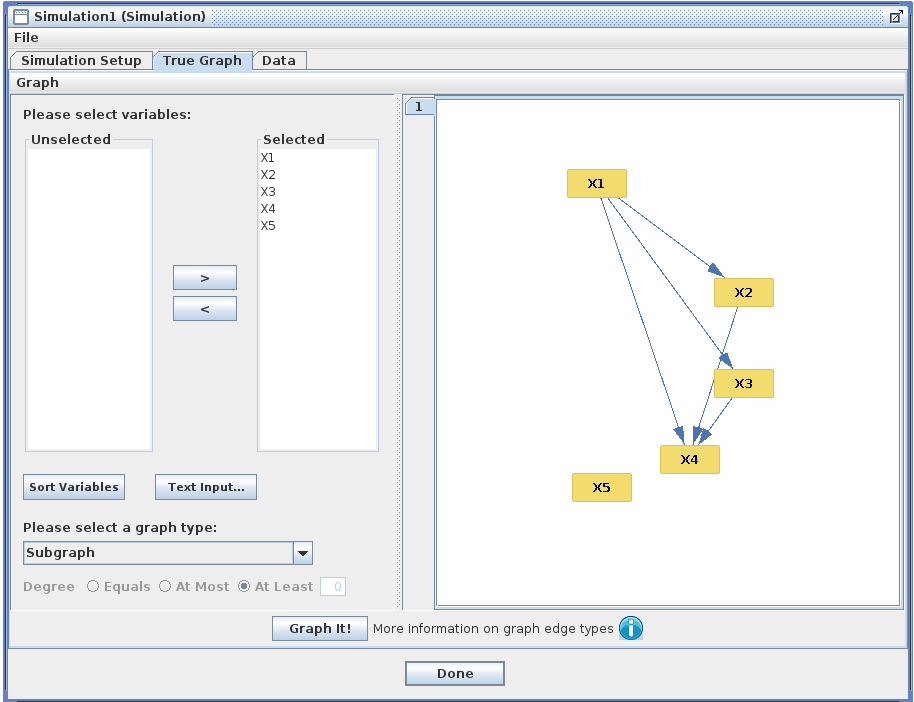 Simulation1 (Simulation)
File
Simulation Setup True Graph Data
Graph
Please select variables:
Unselected
Selected
X1
X2
X3
X4
X5
>
<
Sort Variables Text Input...
Please select a graph type:
Subgraph
Degree Equals At Most At Least 0
1
X1
X2
X3
X4
X5
Graph It! More information on graph edge types i
Done